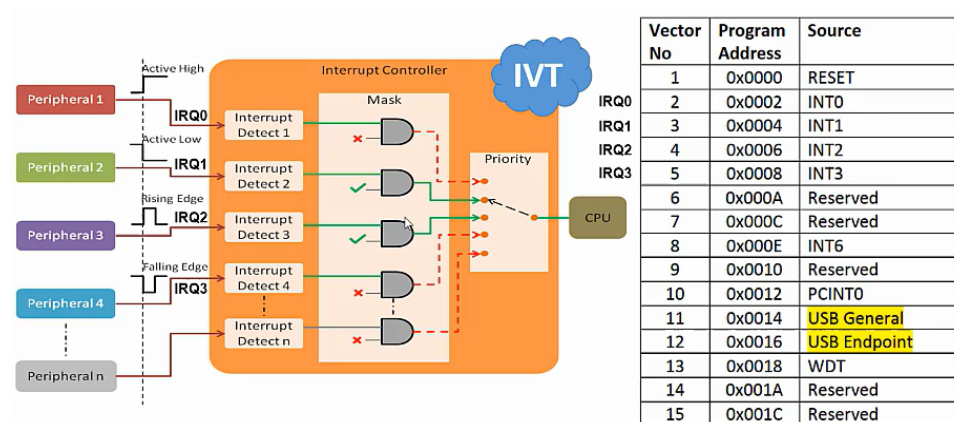 Active High
Peripheral 1
IRQ0
Active Low
Peripheral 2
IRQ1
Rising Edge
IRQ2
Peripheral 3
Falling Edge
IRQ3
Peripheral 4
Peripheral n
Interrupt Controller
IVT
Mask
Interrupt
Detect 1
Interrupt
Detect 2
Interrupt
Detect 3
Interrupt
Detect 4
Interrupt
Detect n
Priority
CPU
IRQ0
IRQ1
IRQ2
IRQ3
Vector No Program Address Source
1 0x0000 RESET
2 0x0002 INT0
3 0x0004 INT1
4 0x0006 INT2
5 0x0008 INT3
6 0x000A Reserved
7 0x000C Reserved
8 0x000E INT6
9 0x0010 Reserved
10 0x0012 PCINT0
11 0x0014 USB General
12 0x0016 USB Endpoint
13 0x0018 WDT
14 0x001A Reserved
15 0x001C Reserved